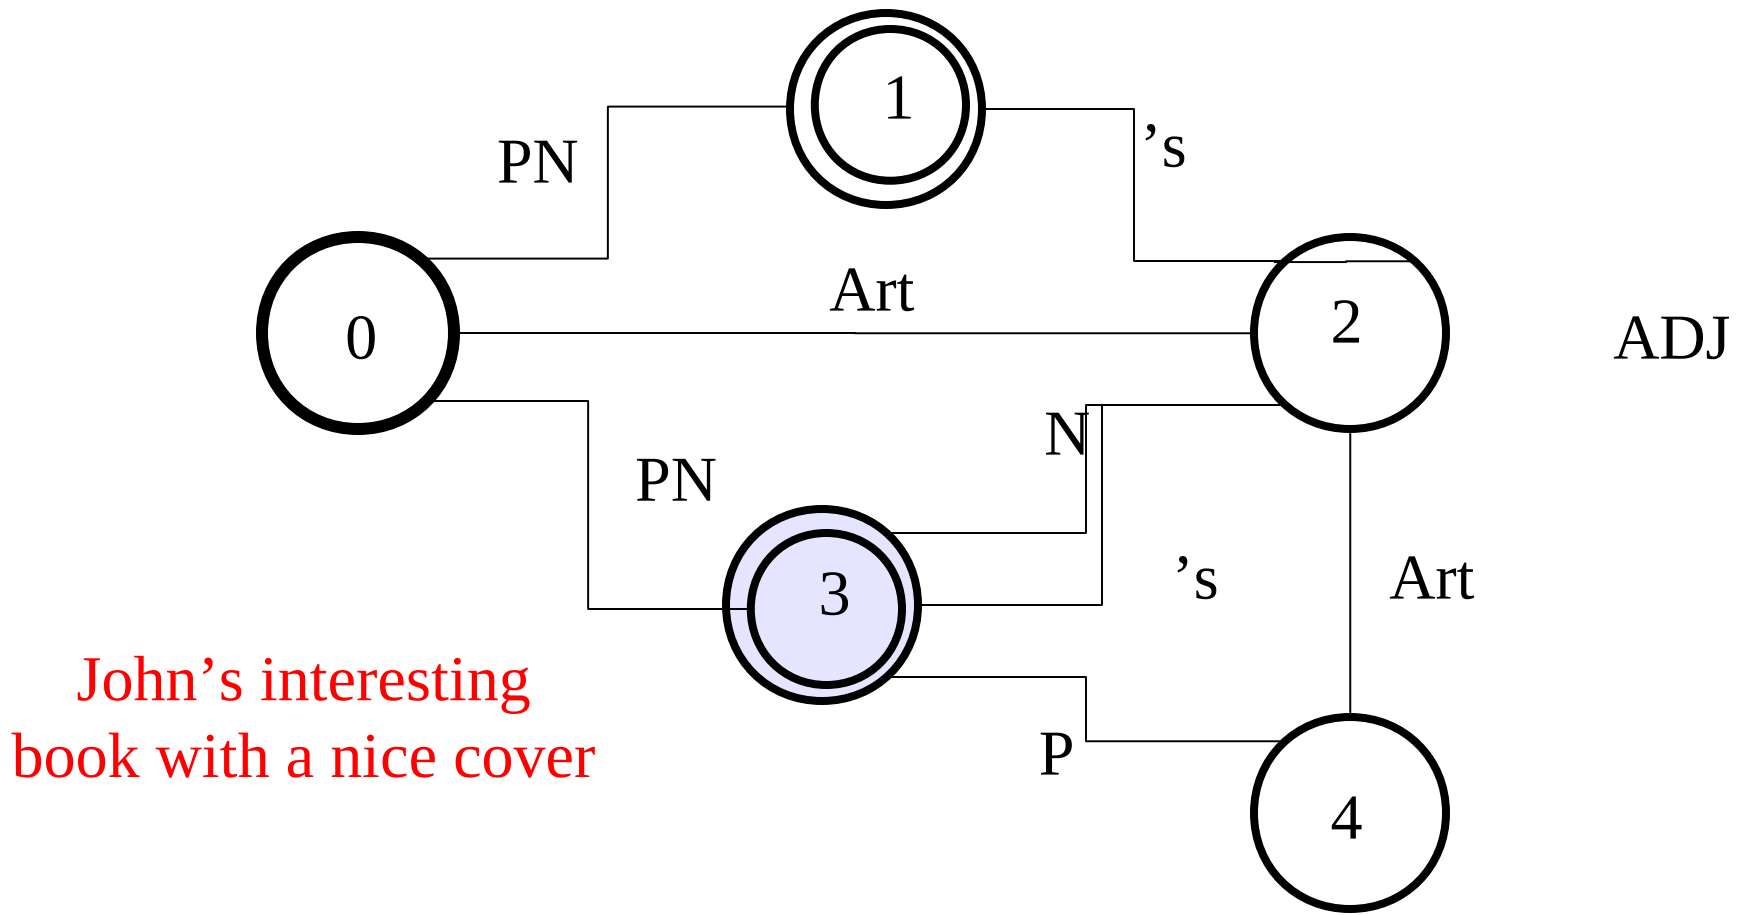 1
PN
’s
Art
0
2
ADJ
N
PN
’s
Art
3
John’s interesting
book with a nice cover
P
4